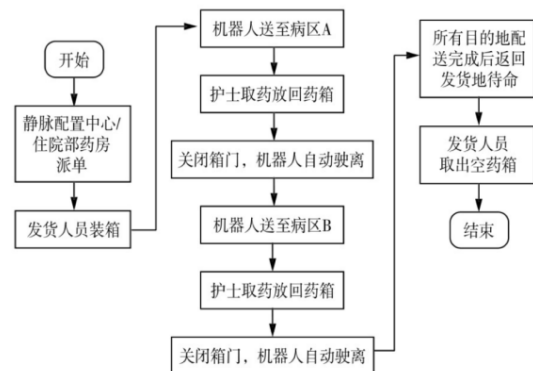 开始
静脉配置中心/
住院部药房
派单
发货人员装箱
机器人送至病区A
护士取药放回药箱
关闭箱门，机器人自动驶离
机器人送至病区B
护士取药放回药箱
关闭箱门，机器人自动驶离
所有目的地配
送完成后返回
发货地待命
发货人员
取出空药箱
结束